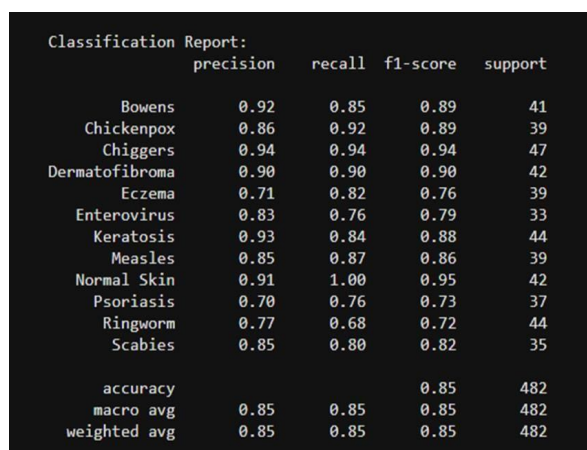 Classification Report:
precision recall f1-score support
Bowens 0.92 0.85 0.89 41
Chickenpox 0.86 0.92 0.89 39
Chiggers 0.94 0.94 0.94 47
Dermatofibroma 0.90 0.90 0.90 42
Eczema 0.71 0.82 0.76 39
Enterovirus 0.83 0.76 0.79 33
Keratosis 0.93 0.84 0.88 44
Measles 0.85 0.87 0.86 39
Normal Skin 0.91 1.00 0.95 42
Psoriasis 0.70 0.76 0.73 37
Ringworm 0.77 0.68 0.72 44
Scabies 0.85 0.80 0.82 35
accuracy 0.85 482
macro avg 0.85 0.85 0.85 482
weighted avg 0.85 0.85 0.85 482